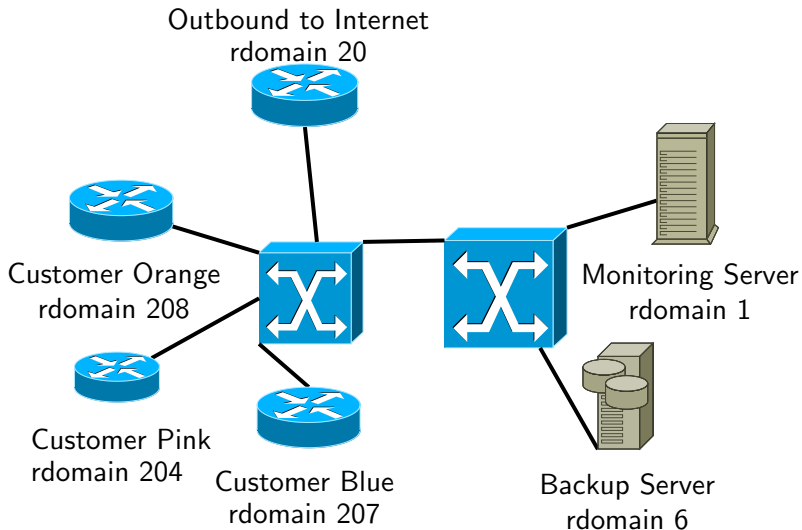 Outbound to Internet
rdomain 20
Customer Orange
rdomain 208
Monitoring Server
rdomain 1
Customer Pink
rdomain 204
Customer Blue
rdomain 207
Backup Server
rdomain 6